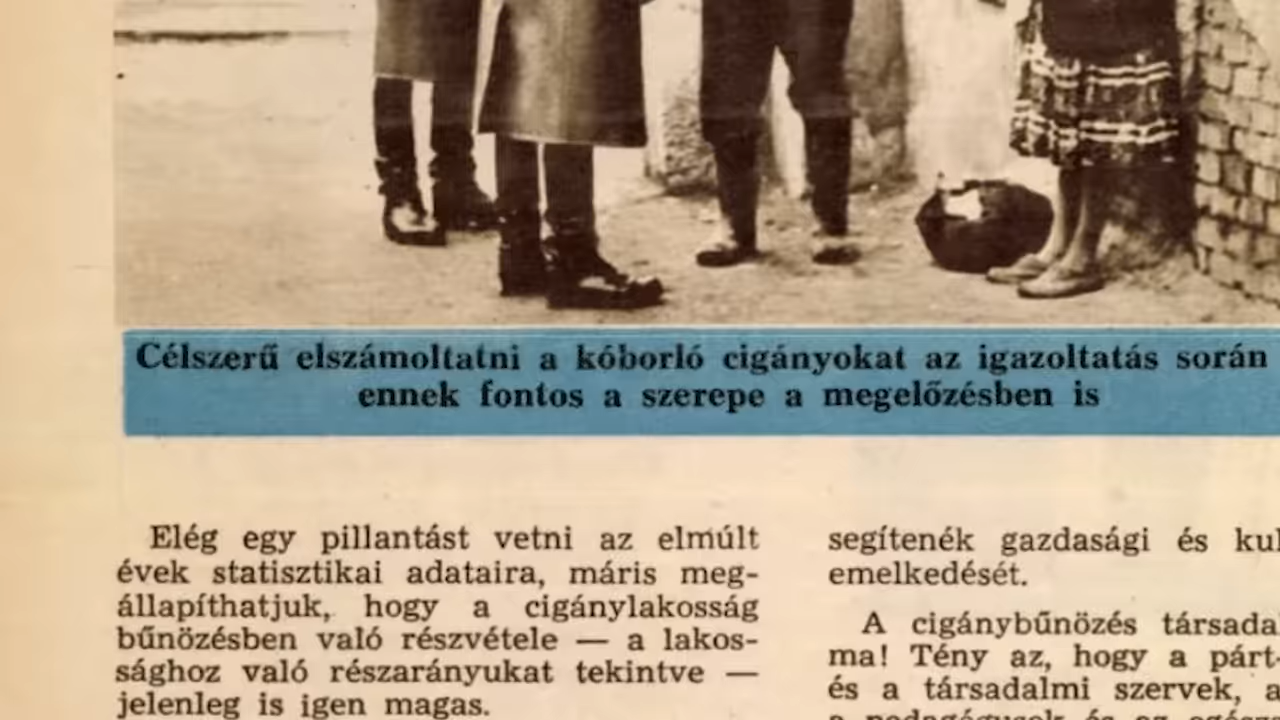 Célszerű elszámoltatni a kóborló cigányokat az igazoltatás során
ennek fontos a szerepe a megelőzésben is
Elég egy pillantást vetni az elmúlt
évek statisztikai adataira, máris meg-
állapíthatjuk, hogy a cigánylakosság
bűnözésben való részvétele — a lakos-
sághoz való részarányukat tekintve —
jelenleg is igen magas.
segítenék gazdasági és kul
emelkedését.
A cigánybűnözés társada
ma! Tény az, hogy a párt-
és a társadalmi szervek, a